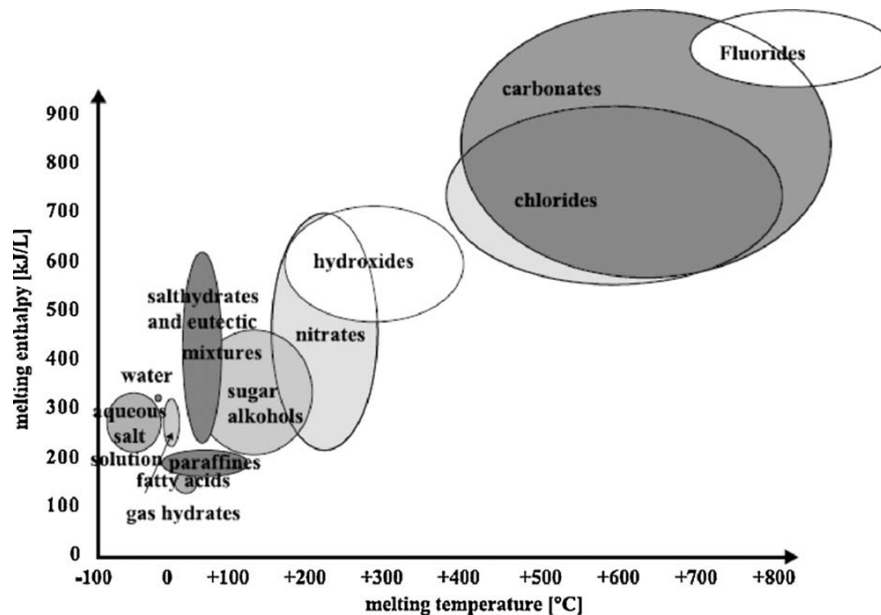 Fluorides
carbonates
900
800
chlorides
700
hydroxides
600
salthydrates
and eutectic
500
nitrates
mixtures
400
water
sugar
alkohols
300
aqueous
salt
solution
200
paraffines
fatty acids
100
gas hydrates
0
-100 0 +100 +200 +300 +400 +500 +600 +700 +800
melting temperature [°C]
melting enthalpy [kJ/L]